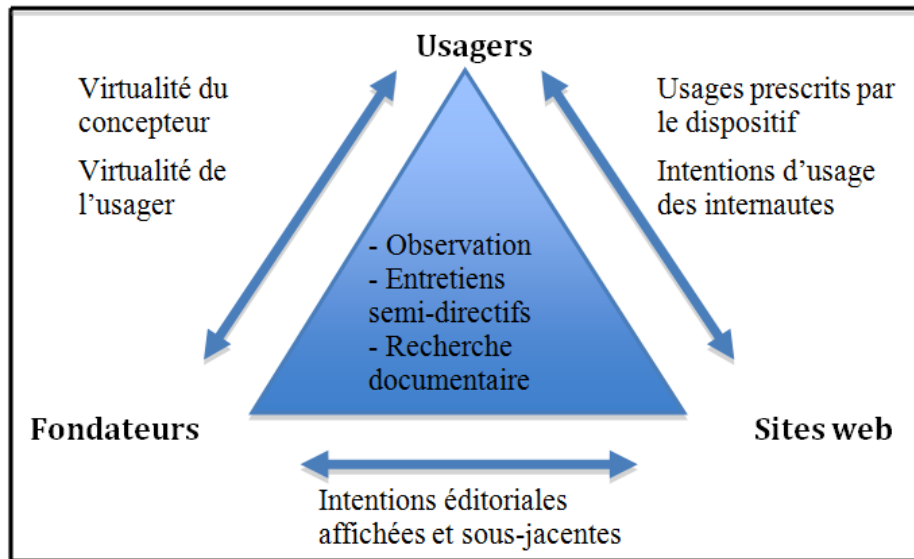 Usagers
Virtualité du
concepteur
Virtualité de
l’usager
Usages prescrits par
le dispositif
Intentions d’usage
des internautes
- Observation
- Entretiens
semi-directifs
- Recherche
documentaire
Fondateurs
Sites web
Intentions éditoriales
affichées et sous-jacentes